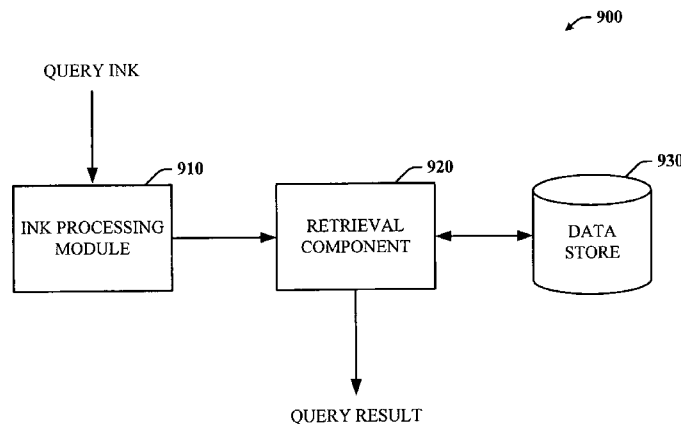 900
QUERY INK
910
920
930
INK PROCESSING
MODULE
RETRIEVAL
COMPONENT
DATA
STORE
QUERY RESULT